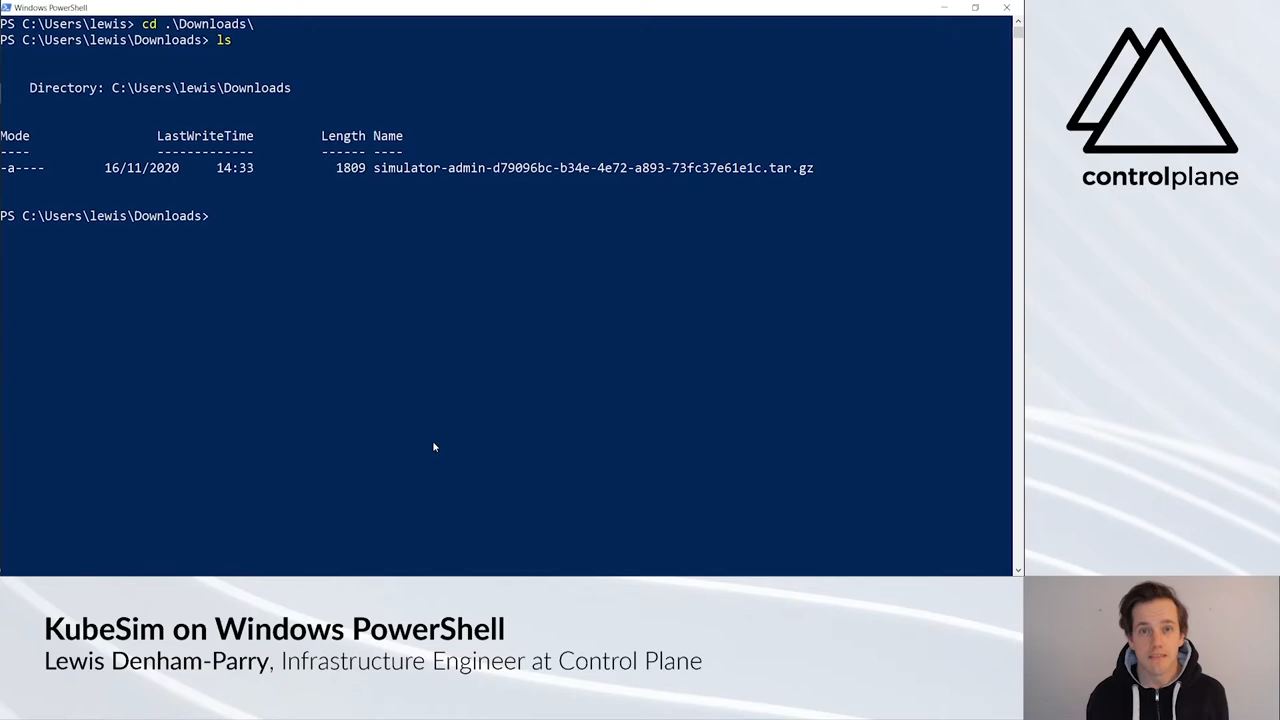 Windows PowerShell
PS C:\Users\lewis> cd .\Downloads\
PS C:\Users\lewis\Downloads> ls
Directory: C:\Users\lewis\Downloads
Mode LastWriteTime Length Name
---- ------------- ------ ----
-a---- 16/11/2020 14:33 1809 simulator-admin-d79096bc-b34e-4e72-a893-73fc37e61e1c.tar.gz
PS C:\Users\lewis\Downloads>
controlplane
KubeSim on Windows PowerShell
Lewis Denham-Parry, Infrastructure Engineer at Control Plane